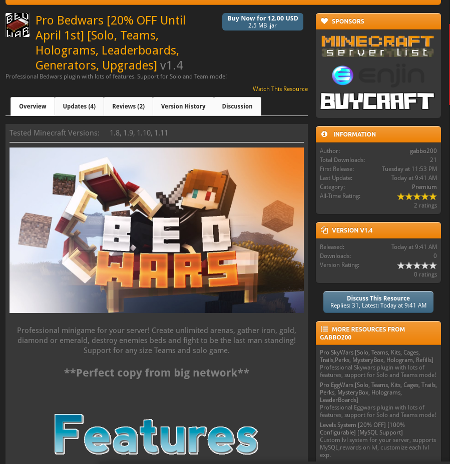 Pro Bedwars [20% OFF Until
April 1st] [Solo, Teams,
Holograms, Leaderboards,
Generators, Upgrades] v1.4
Professional Bedwars plugin with lots of features. Support for Solo and Team mode!
Buy Now for 12.00 USD
2.5 MB .jar
Watch This Resource
Overview
Updates (4)
Reviews (2)
Version History
Discussion
Tested Minecraft Versions: 1.8, 1.9, 1.10, 1.11
BED
WARS
Professional minigame for your server! Create unlimited arenas, gather iron, gold,
diamond or emerald, destroy enemies beds and light to be the last man standing!
Support for any size Teams and solo game.
**Perfect copy from big network**
Features
SPONSORS
MINECRAFT
server list
enjin
BUYCRAFT
INFORMATION
Author: gabbo200
Total Downloads: 21
First Release: Tuesday at 11:53 PM
Last Update: Today at 9:41 AM
Category: Premium
All-Time Rating:
2 ratings
VERSION V1.4
Released: Today at 9:41 AM
Downloads: 0
Version Rating:
0 ratings
Discuss This Resource
Replies: 31, Latest: Today at 9:41 AM
MORE RESOURCES FROM
GABBO200
Pro SkyWars [Solo, Teams, Kits, Cages,
Trails,Perks, MysteryBox, Hologram, Refills]
Professional Skywars plugin with lots of
features, support for Solo and Teams mode!
Pro EggWars [Solo, Teams, Kits, Cages, Trails,
Perks, MysteryBox, Holograms,
Leaderboards]
Professional Eggwars plugin with lots of
features, support for Solo and Teams mode!
Levels System [20% OFF] [100%
Configurable] [MySQL Support]
Custom lvl system for your server, supports
MySQL, rewards on lvl, customize each lvl
exp.